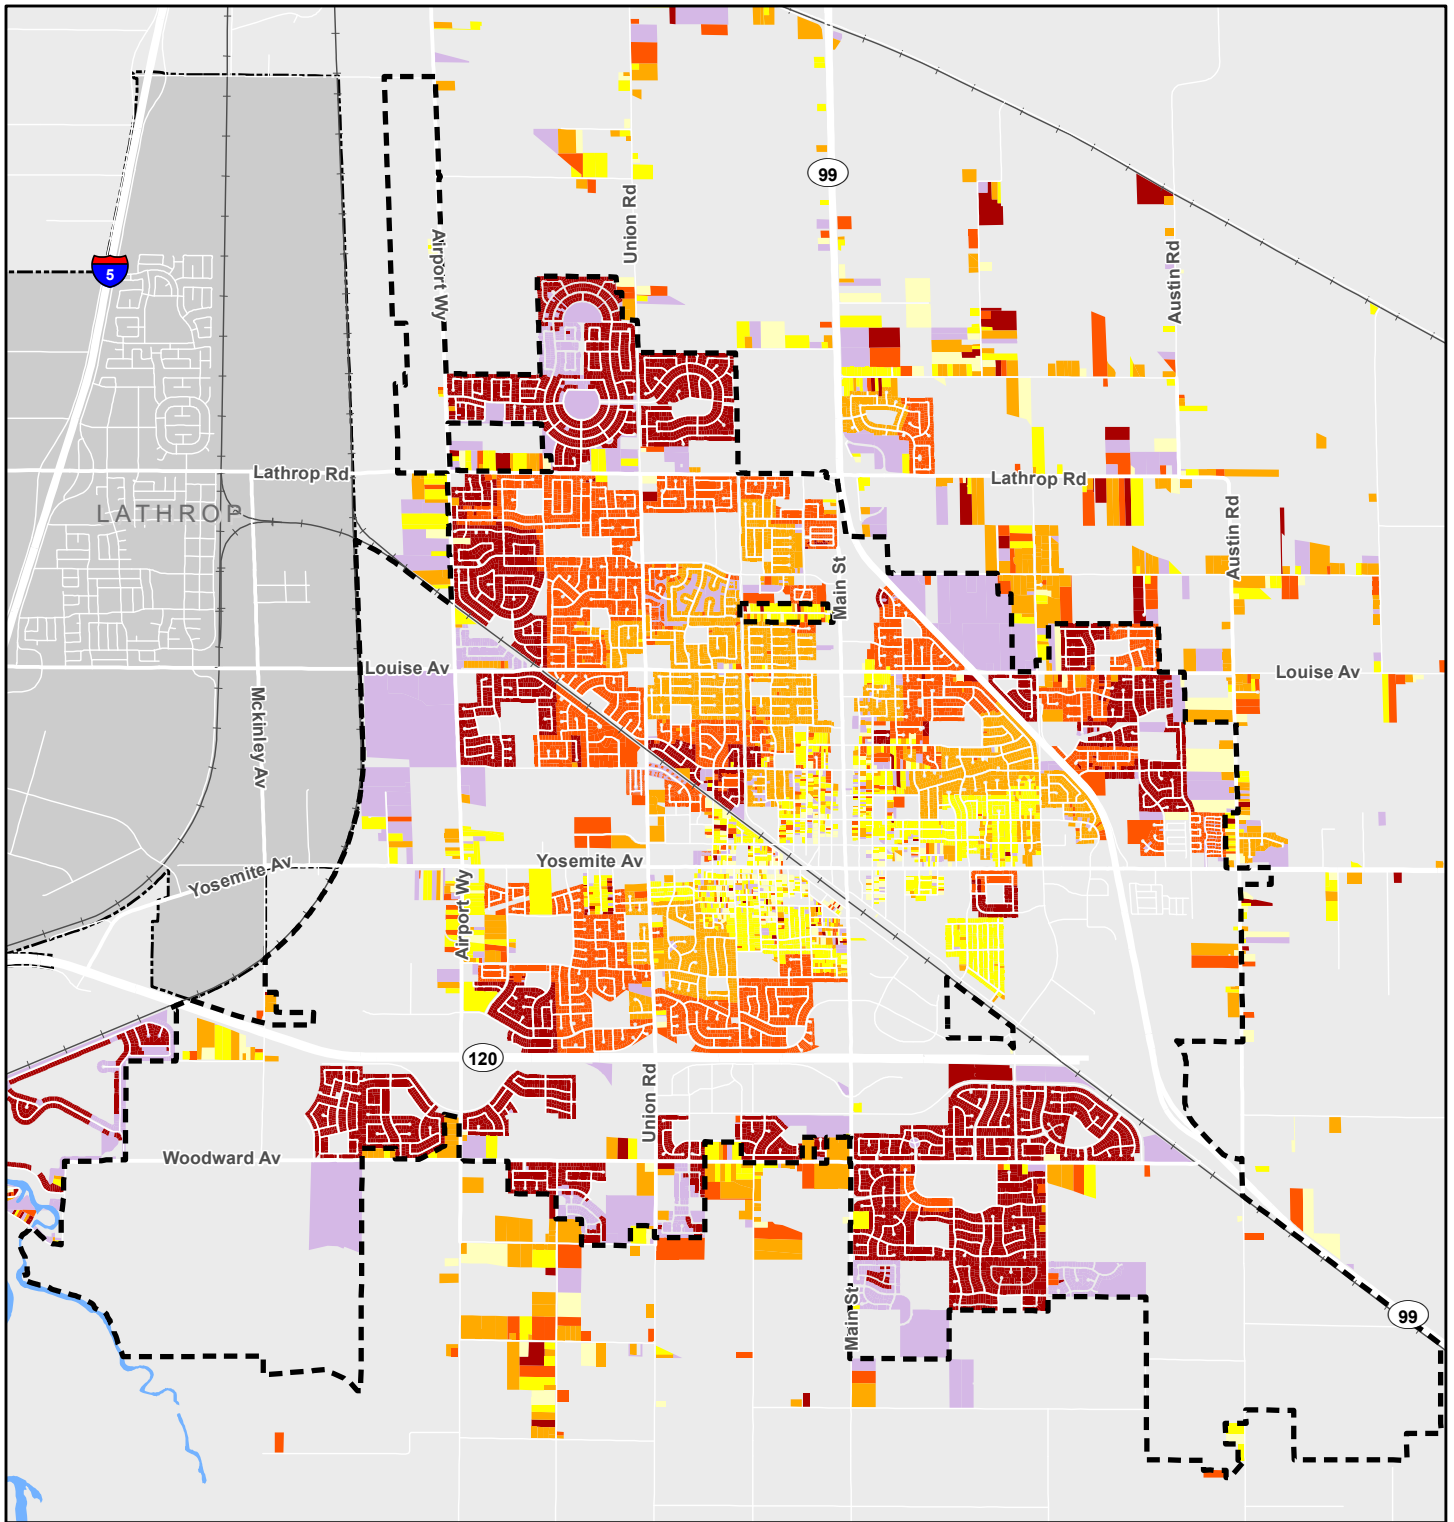 99
Union Rd
Airport Wy
Austin Rd
5
Lathrop Rd
Lathrop Rd
LATHROP
Austin Rd
Main St
Louise Av
Louise Av
Mckinley Av
Yosemite Av
Yosemite Av
Airport Wy
120
Union Rd
Woodward Av
Main St
99